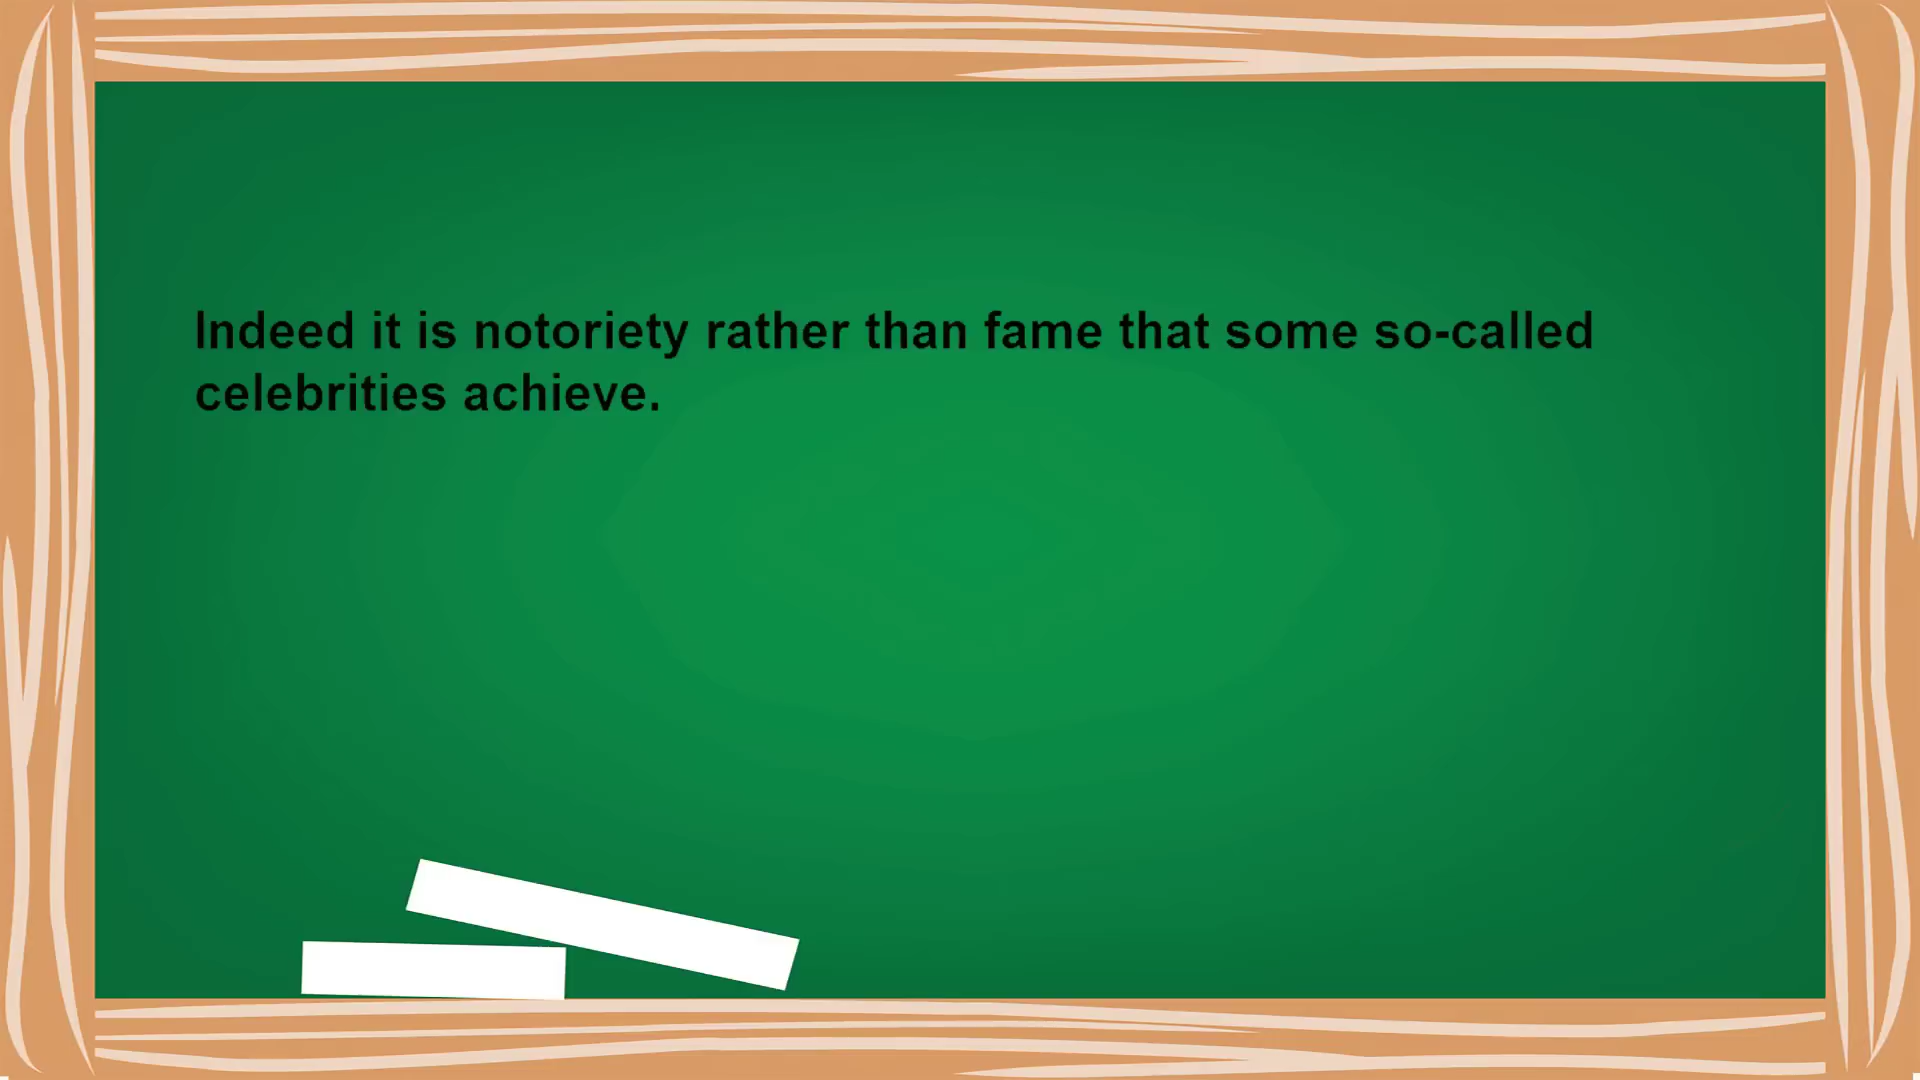 Indeed it is notoriety rather than fame that some so-called
celebrities achieve.